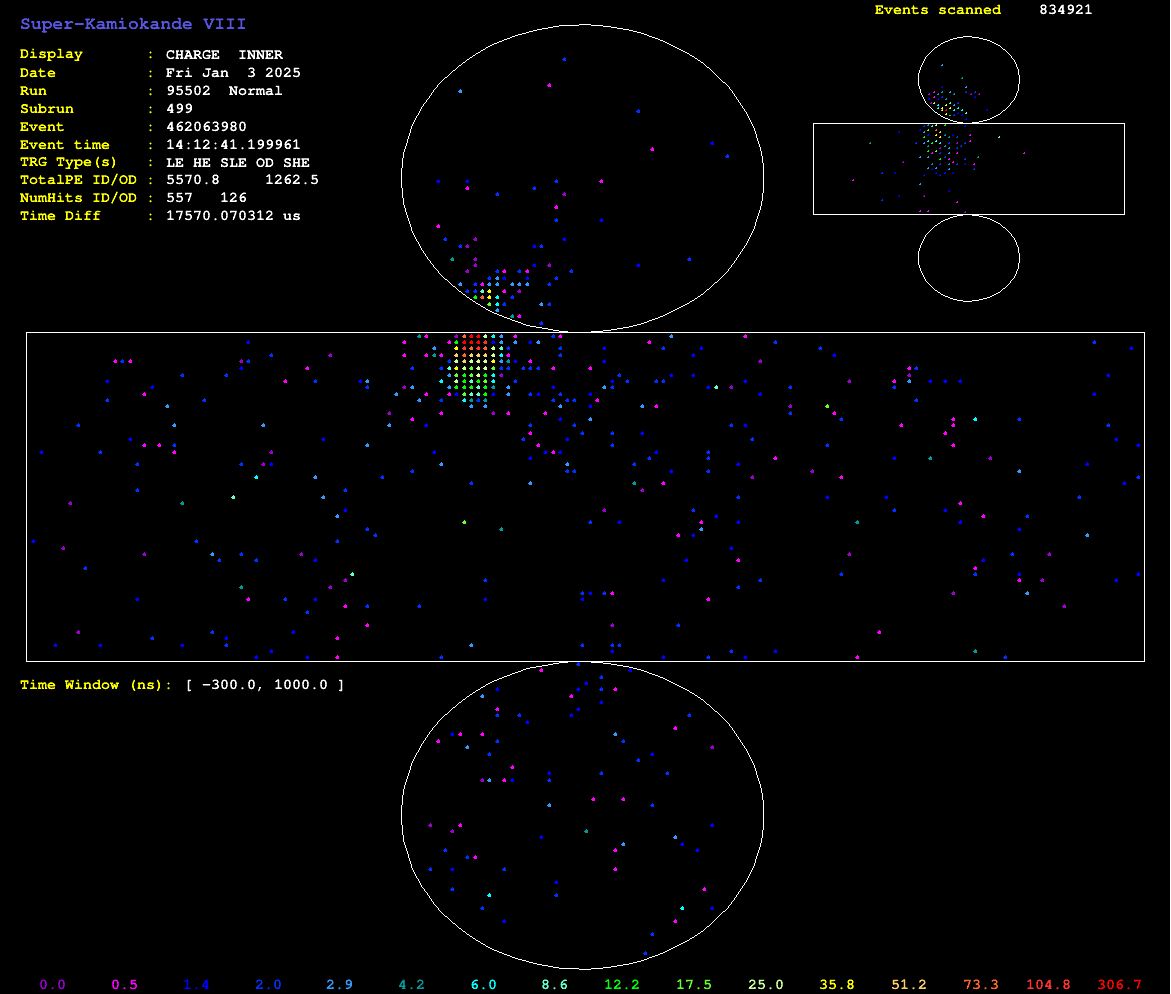 Super-Kamiokande VIII
Events scanned 834921
Display : CHARGE INNER
Date : Fri Jan 3 2025
Run : 95502 Normal
Subrun : 499
Event : 462063980
Event time : 14:12:41.199961
TRG Type(s) : LE HE SLE OD SHE
TotalPE ID/OD : 5570.8 1262.5
NumHits ID/OD : 557 126
Time Diff : 17570.070312 us
Time Window (ns): [ −300.0, 1000.0 ]
0.0 0.5 1.4 2.0 2.9 4.2 6.0 8.6 12.2 17.5 25.0 35.8 51.2 73.3 104.8 306.7